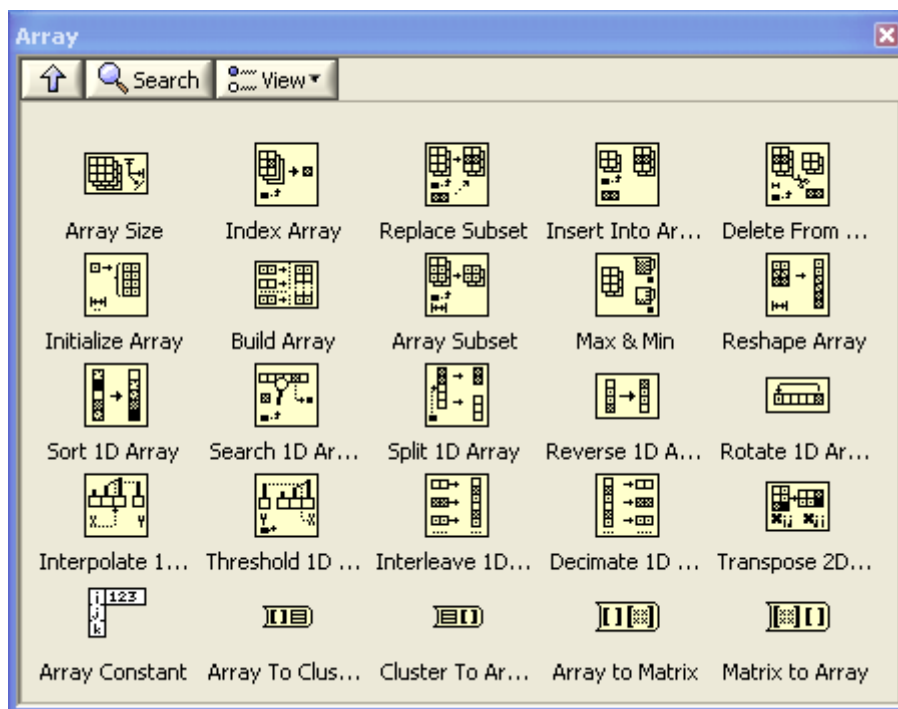 Array
Search View
Array Size Index Array Replace Subset Insert Into Ar... Delete From ...
Initialize Array Build Array Array Subset Max & Min Reshape Array
Sort 1D Array Search 1D Ar... Split 1D Array Reverse 1D A... Rotate 1D Ar...
Interpolate 1... Threshold 1D ... Interleave 1D... Decimate 1D ... Transpose 2D...
i 123
j
k
Array Constant Array To Clus... Cluster To Ar... Array to Matrix Matrix to Array